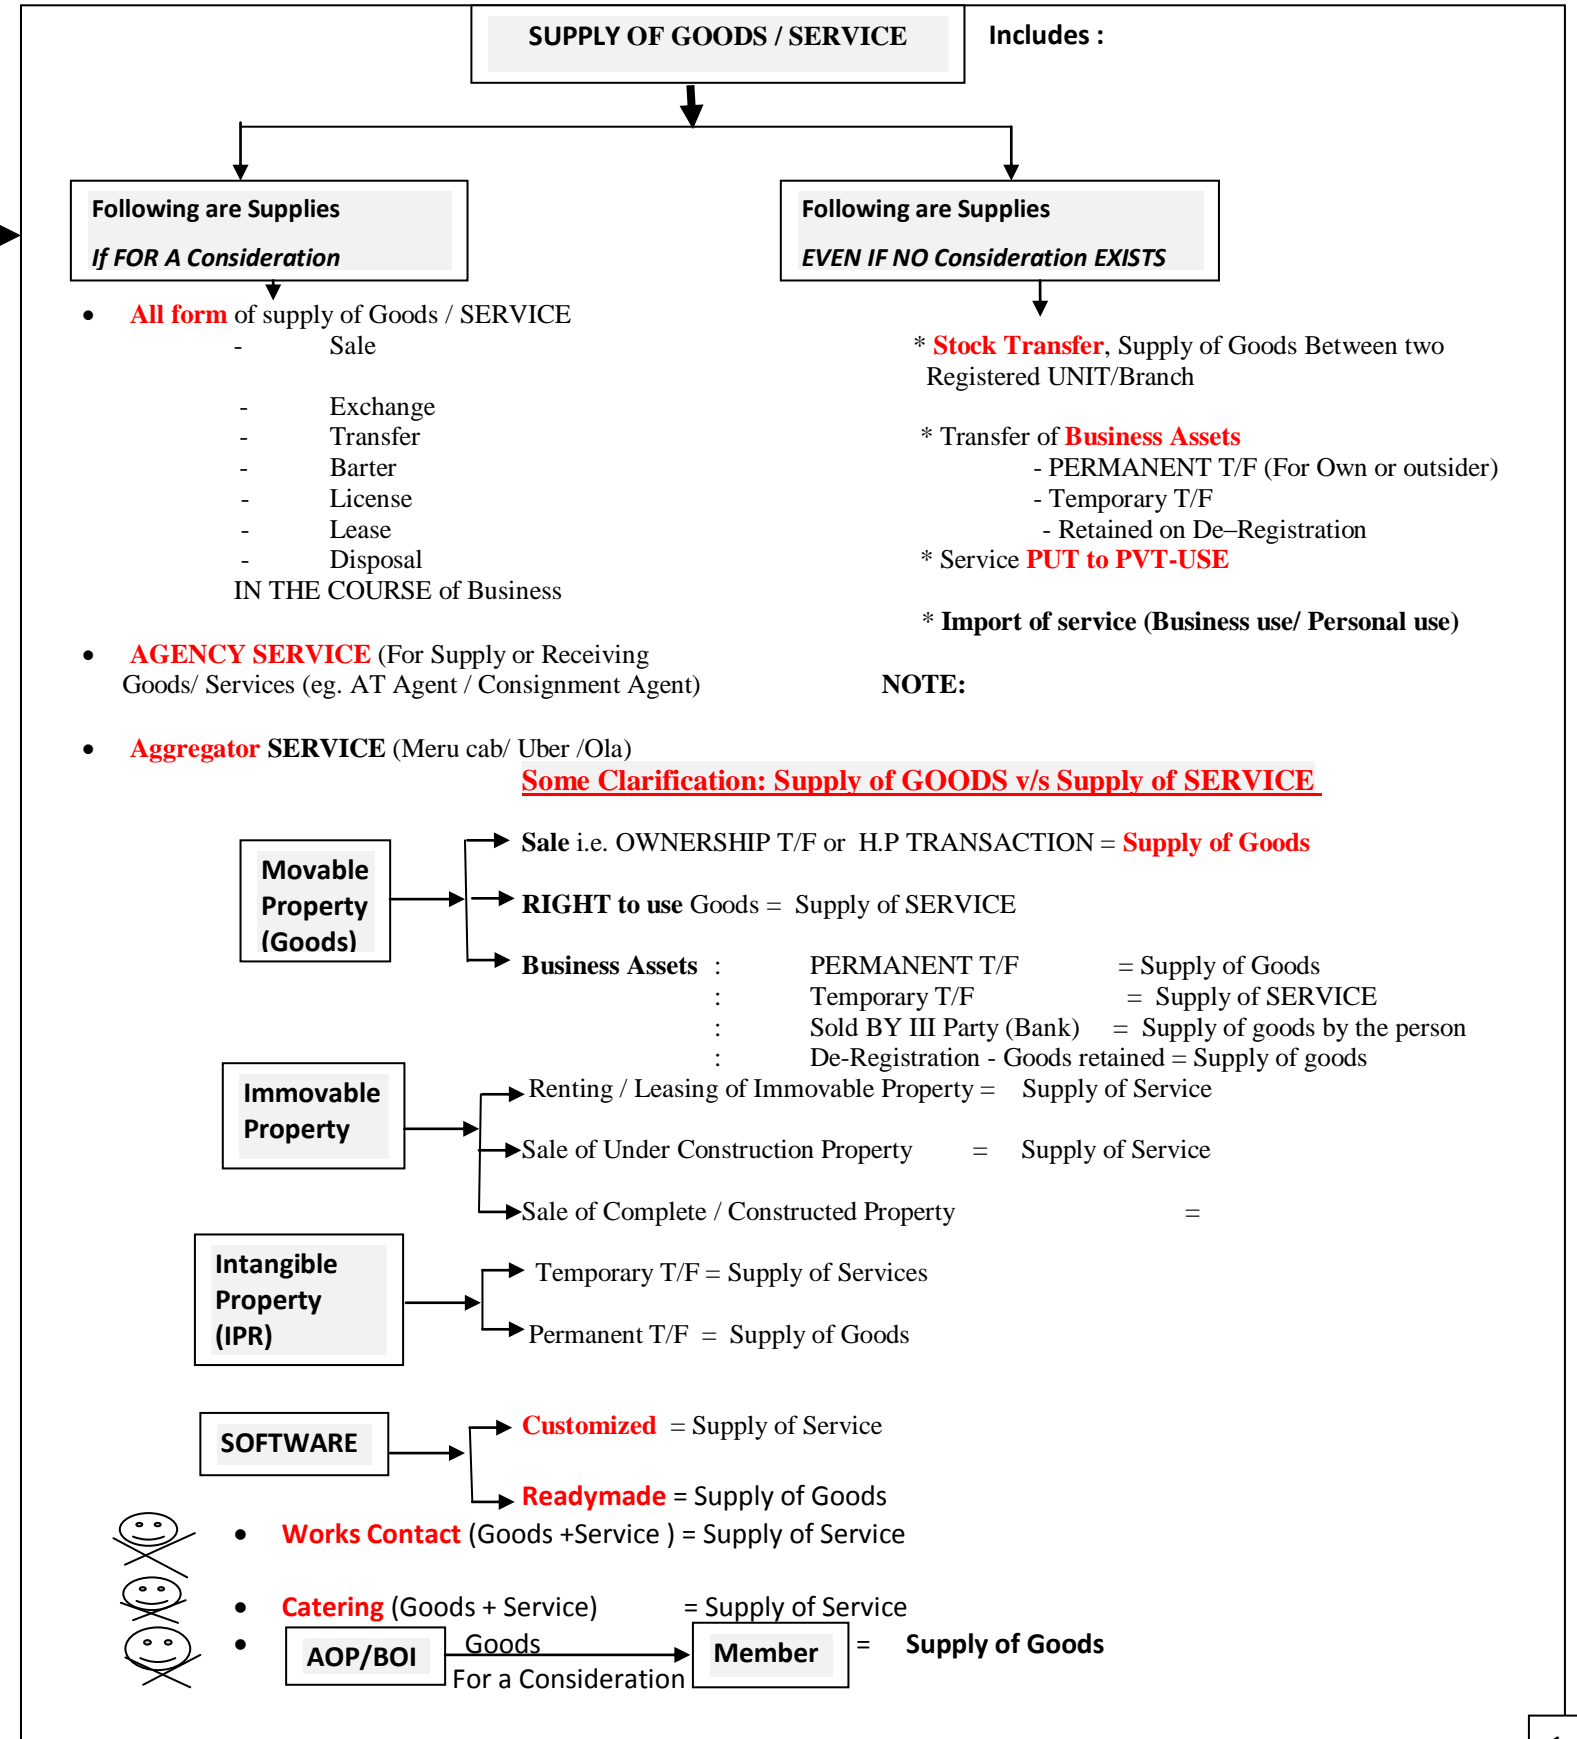 SUPPLY OF GOODS / SERVICE Includes :
Following are Supplies
If FOR A Consideration
Following are Supplies
EVEN IF NO Consideration EXISTS
• All form of supply of Goods / SERVICE
- Sale
- Exchange
- Transfer
- Barter
- License
- Lease
- Disposal
IN THE COURSE of Business
• AGENCY SERVICE (For Supply or Receiving
Goods/ Services (eg. AT Agent / Consignment Agent)
• Aggregator SERVICE (Meru cab/ Uber /Ola)
* Stock Transfer, Supply of Goods Between two
Registered UNIT/Branch
* Transfer of Business Assets
- PERMANENT T/F (For Own or outsider)
- Temporary T/F
- Retained on De–Registration
* Service PUT to PVT-USE
* Import of service (Business use/ Personal use)
NOTE:
Some Clarification: Supply of GOODS v/s Supply of SERVICE
Movable
Property
(Goods)
Sale i.e. OWNERSHIP T/F or H.P TRANSACTION = Supply of Goods
RIGHT to use Goods = Supply of SERVICE
Business Assets : PERMANENT T/F = Supply of Goods
: Temporary T/F = Supply of SERVICE
: Sold BY III Party (Bank) = Supply of goods by the person
: De-Registration - Goods retained = Supply of goods
Immovable
Property
Renting / Leasing of Immovable Property = Supply of Service
Sale of Under Construction Property = Supply of Service
Sale of Complete / Constructed Property =
Intangible
Property
(IPR)
Temporary T/F = Supply of Services
Permanent T/F = Supply of Goods
SOFTWARE
Customized = Supply of Service
Readymade = Supply of Goods
• Works Contact (Goods +Service ) = Supply of Service
• Catering (Goods + Service) = Supply of Service
• AOP/BOI Goods Member = Supply of Goods
For a Consideration